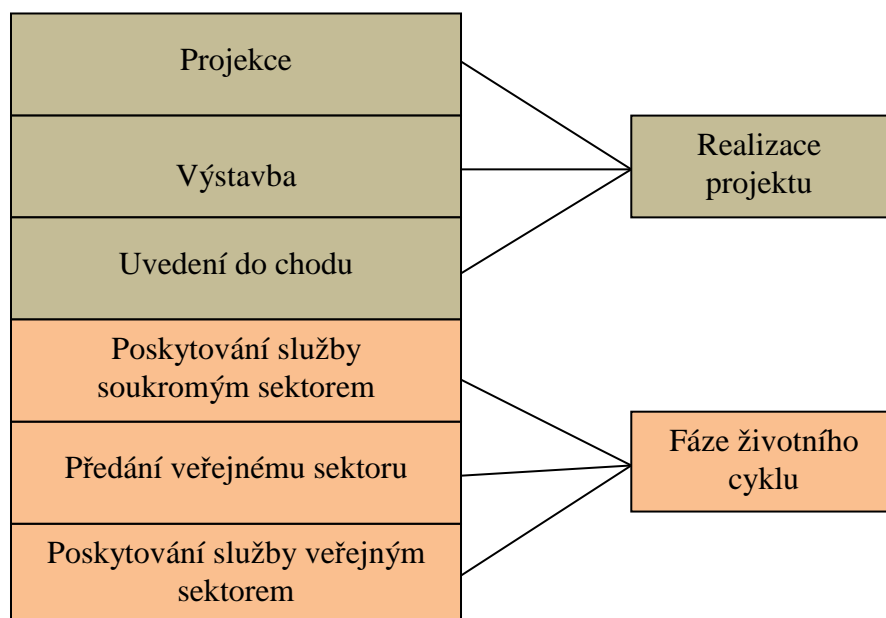 Projekce
Výstavba
Uvedení do chodu
Poskytování služby
soukromým sektorem
Předání veřejnému sektoru
Poskytování služby veřejným
sektorem
Realizace
projektu
Fáze životního
cyklu